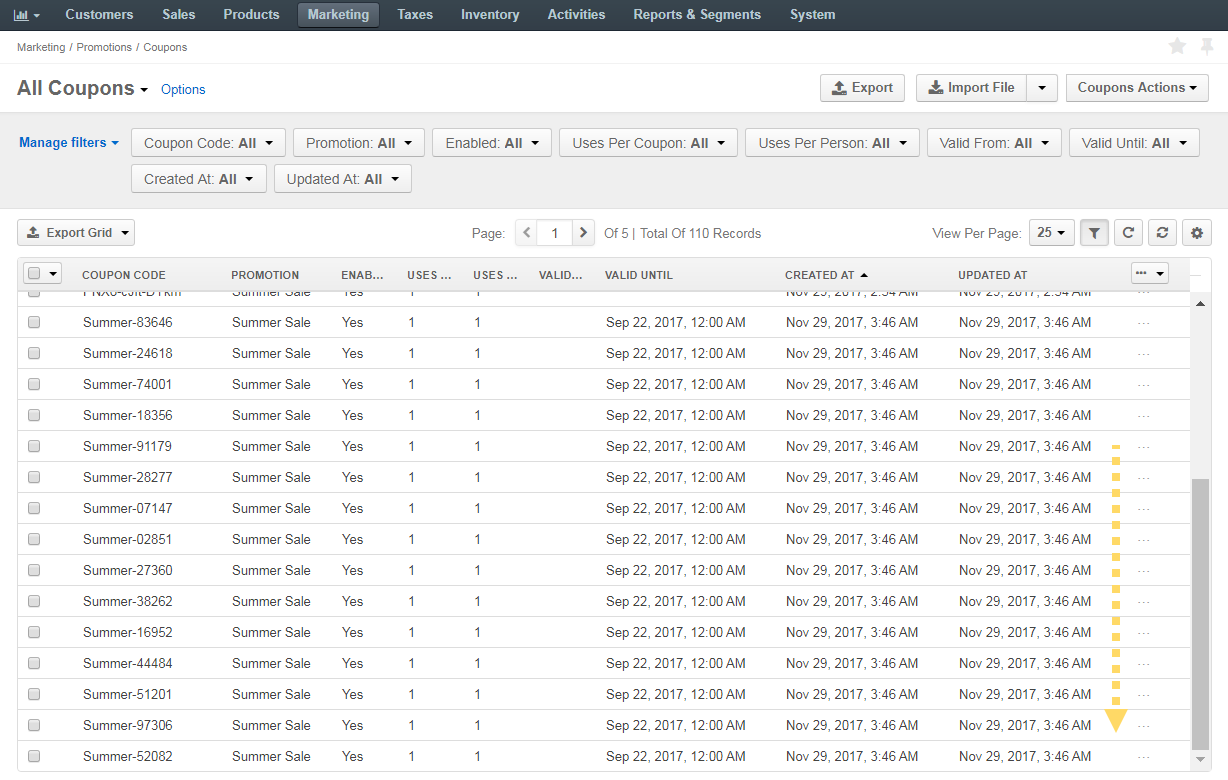 Customers Sales Products Marketing Taxes Inventory Activities Reports & Segments System
Marketing / Promotions / Coupons
All Coupons Options Export Import File Coupons Actions
Manage filters Coupon Code: All Promotion: All Enabled: All Uses Per Coupon: All Uses Per Person: All Valid From: All Valid Until: All
Created At: All Updated At: All
Export Grid Page: 1 Of 5 | Total Of 110 Records View Per Page: 25
COUPON CODE PROMOTION ENAB... USES ... USES ... VALID... VALID UNTIL CREATED AT UPDATED AT ...
Summer Sale Yes 1 1 Nov 29, 2017, 2:54 AM Nov 29, 2017, 2:54 AM ...
Summer-83646 Summer Sale Yes 1 1 Sep 22, 2017, 12:00 AM Nov 29, 2017, 3:46 AM Nov 29, 2017, 3:46 AM ...
Summer-24618 Summer Sale Yes 1 1 Sep 22, 2017, 12:00 AM Nov 29, 2017, 3:46 AM Nov 29, 2017, 3:46 AM ...
Summer-74001 Summer Sale Yes 1 1 Sep 22, 2017, 12:00 AM Nov 29, 2017, 3:46 AM Nov 29, 2017, 3:46 AM ...
Summer-18356 Summer Sale Yes 1 1 Sep 22, 2017, 12:00 AM Nov 29, 2017, 3:46 AM Nov 29, 2017, 3:46 AM ...
Summer-91179 Summer Sale Yes 1 1 Sep 22, 2017, 12:00 AM Nov 29, 2017, 3:46 AM Nov 29, 2017, 3:46 AM ...
Summer-28277 Summer Sale Yes 1 1 Sep 22, 2017, 12:00 AM Nov 29, 2017, 3:46 AM Nov 29, 2017, 3:46 AM ...
Summer-07147 Summer Sale Yes 1 1 Sep 22, 2017, 12:00 AM Nov 29, 2017, 3:46 AM Nov 29, 2017, 3:46 AM ...
Summer-02851 Summer Sale Yes 1 1 Sep 22, 2017, 12:00 AM Nov 29, 2017, 3:46 AM Nov 29, 2017, 3:46 AM ...
Summer-27360 Summer Sale Yes 1 1 Sep 22, 2017, 12:00 AM Nov 29, 2017, 3:46 AM Nov 29, 2017, 3:46 AM ...
Summer-38262 Summer Sale Yes 1 1 Sep 22, 2017, 12:00 AM Nov 29, 2017, 3:46 AM Nov 29, 2017, 3:46 AM ...
Summer-16952 Summer Sale Yes 1 1 Sep 22, 2017, 12:00 AM Nov 29, 2017, 3:46 AM Nov 29, 2017, 3:46 AM ...
Summer-44484 Summer Sale Yes 1 1 Sep 22, 2017, 12:00 AM Nov 29, 2017, 3:46 AM Nov 29, 2017, 3:46 AM ...
Summer-51201 Summer Sale Yes 1 1 Sep 22, 2017, 12:00 AM Nov 29, 2017, 3:46 AM Nov 29, 2017, 3:46 AM ...
Summer-97306 Summer Sale Yes 1 1 Sep 22, 2017, 12:00 AM Nov 29, 2017, 3:46 AM Nov 29, 2017, 3:46 AM ...
Summer-52082 Summer Sale Yes 1 1 Sep 22, 2017, 12:00 AM Nov 29, 2017, 3:46 AM Nov 29, 2017, 3:46 AM ...